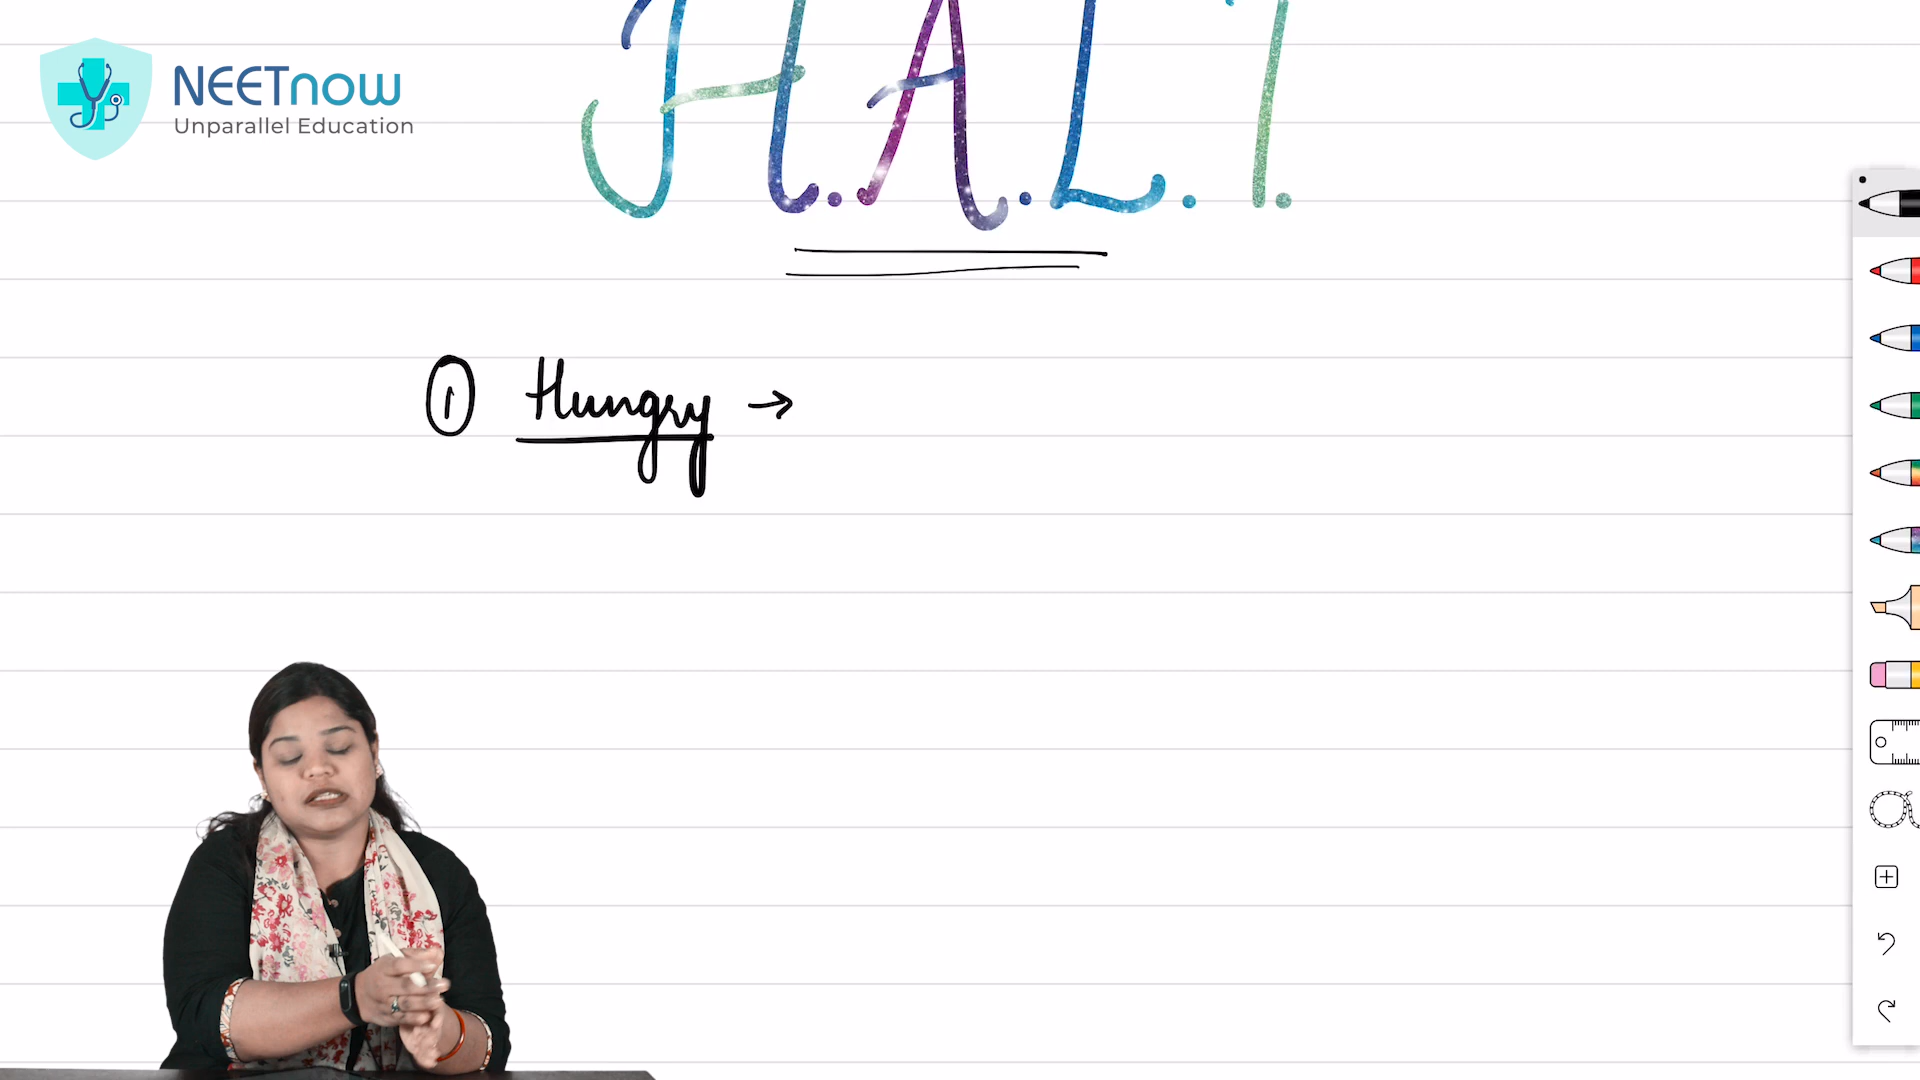 NEETnow
Unparallel Education
H.A.L.T.
① Hungry →